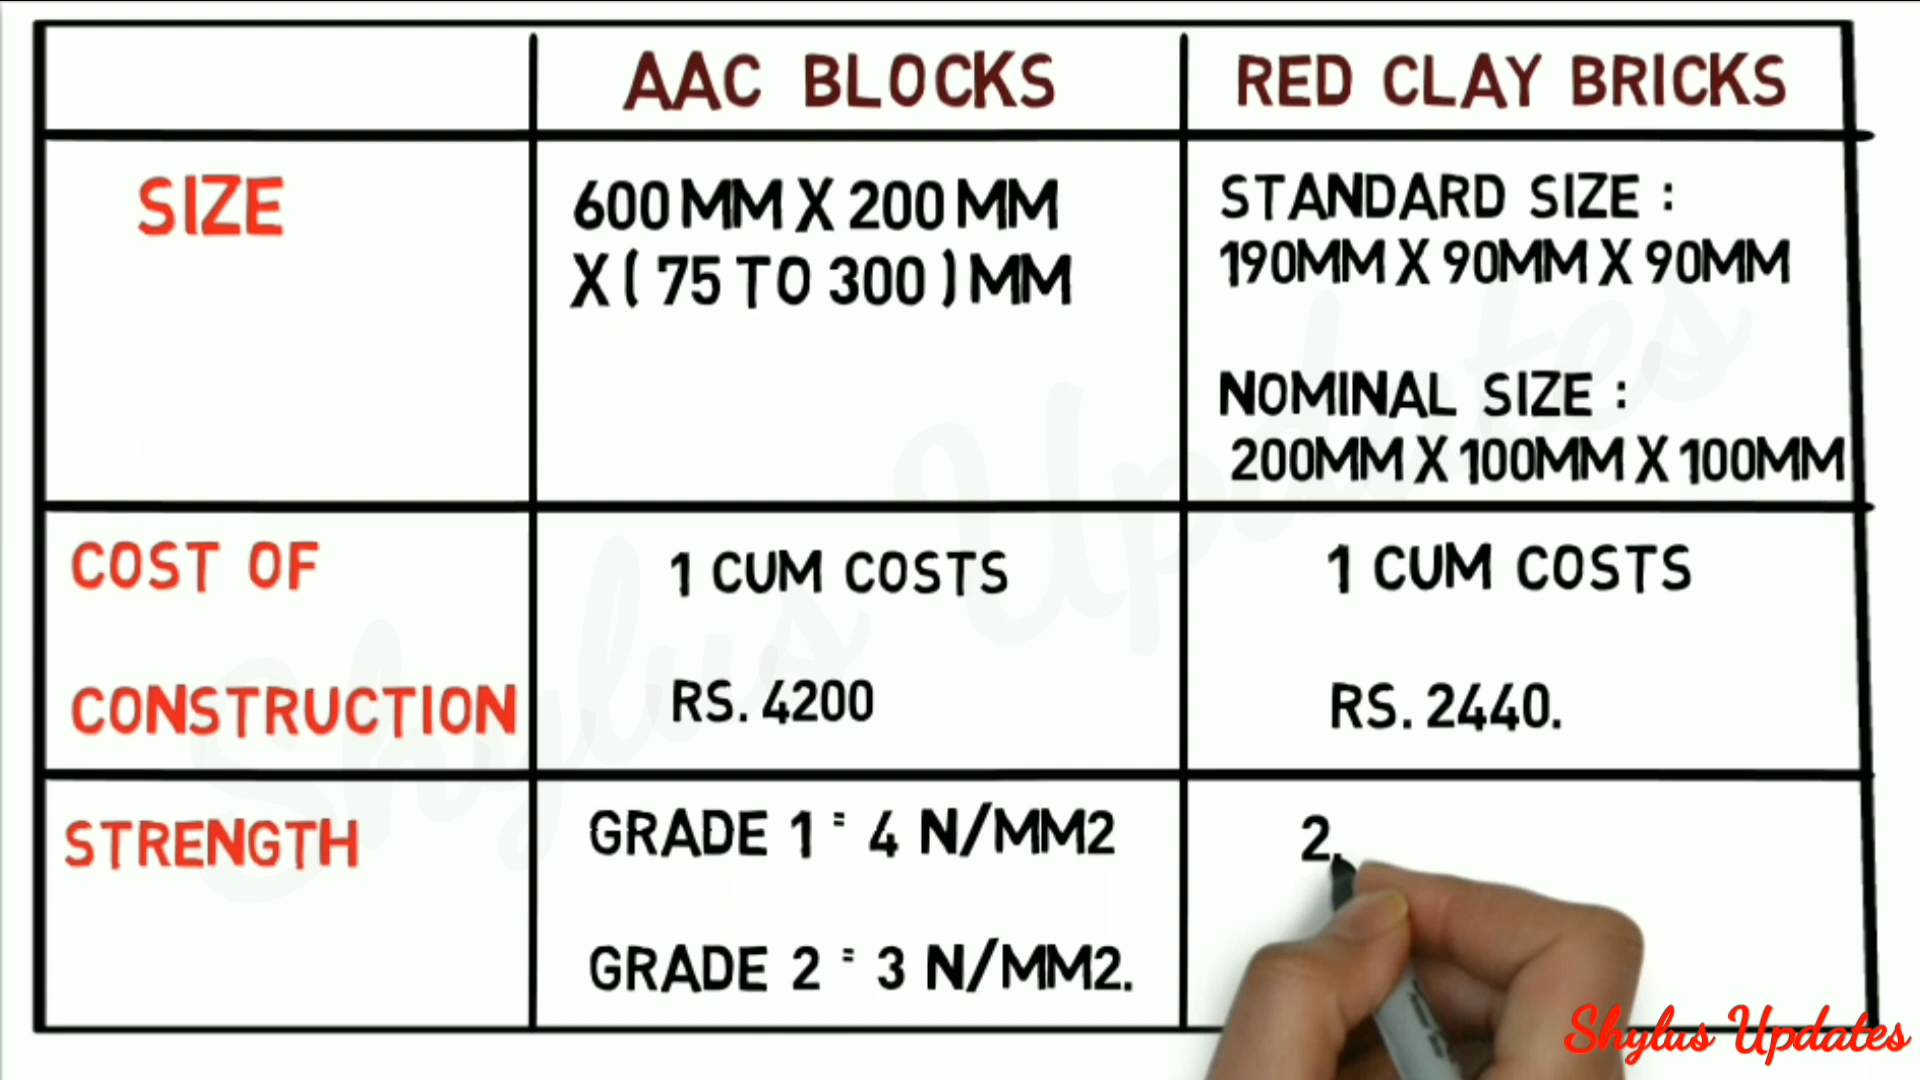 AAC BLOCKS
RED CLAY BRICKS
SIZE
600 MM X 200 MM
X ( 75 TO 300 ) MM
STANDARD SIZE :
190MM X 90MM X 90MM
NOMINAL SIZE :
200MM X 100MM X 100MM
COST OF
CONSTRUCTION
1 CUM COSTS
RS. 4200
1 CUM COSTS
RS. 2440.
STRENGTH
GRADE 1 = 4 N/MM2
GRADE 2 = 3 N/MM2.
2.
Shylus Updates
Shylus Updates